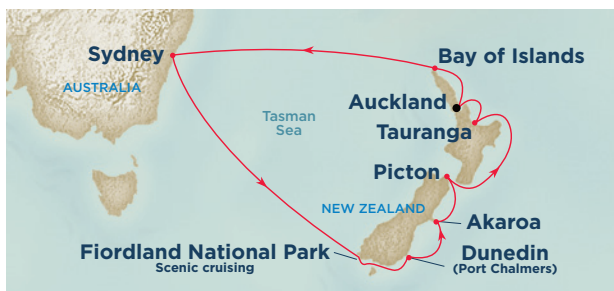 Sydney
Bay of Islands
AUSTRALIA
Auckland
Tasman
Sea
Tauranga
Picton
NEW ZEALAND
Akaroa
Fiordland National Park
Scenic cruising
Dunedin
(Port Chalmers)